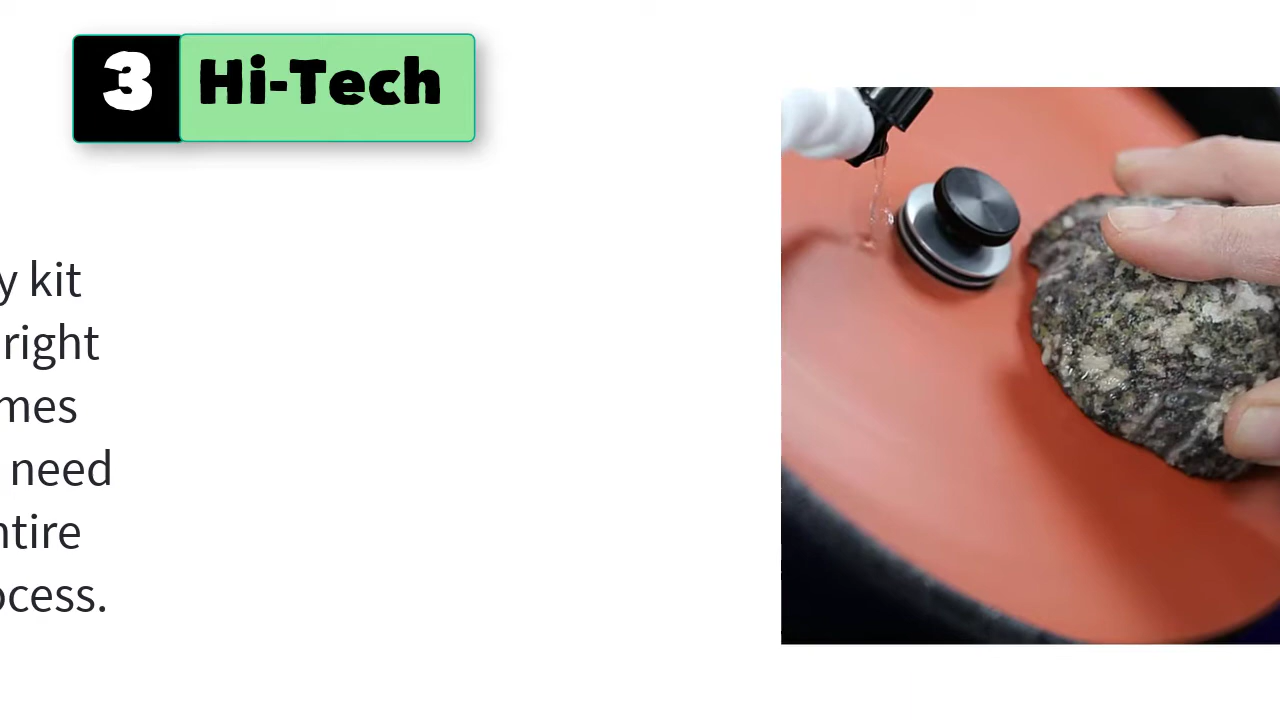 3 Hi-Tech
y kit
right
mes
need
ntire
ocess.